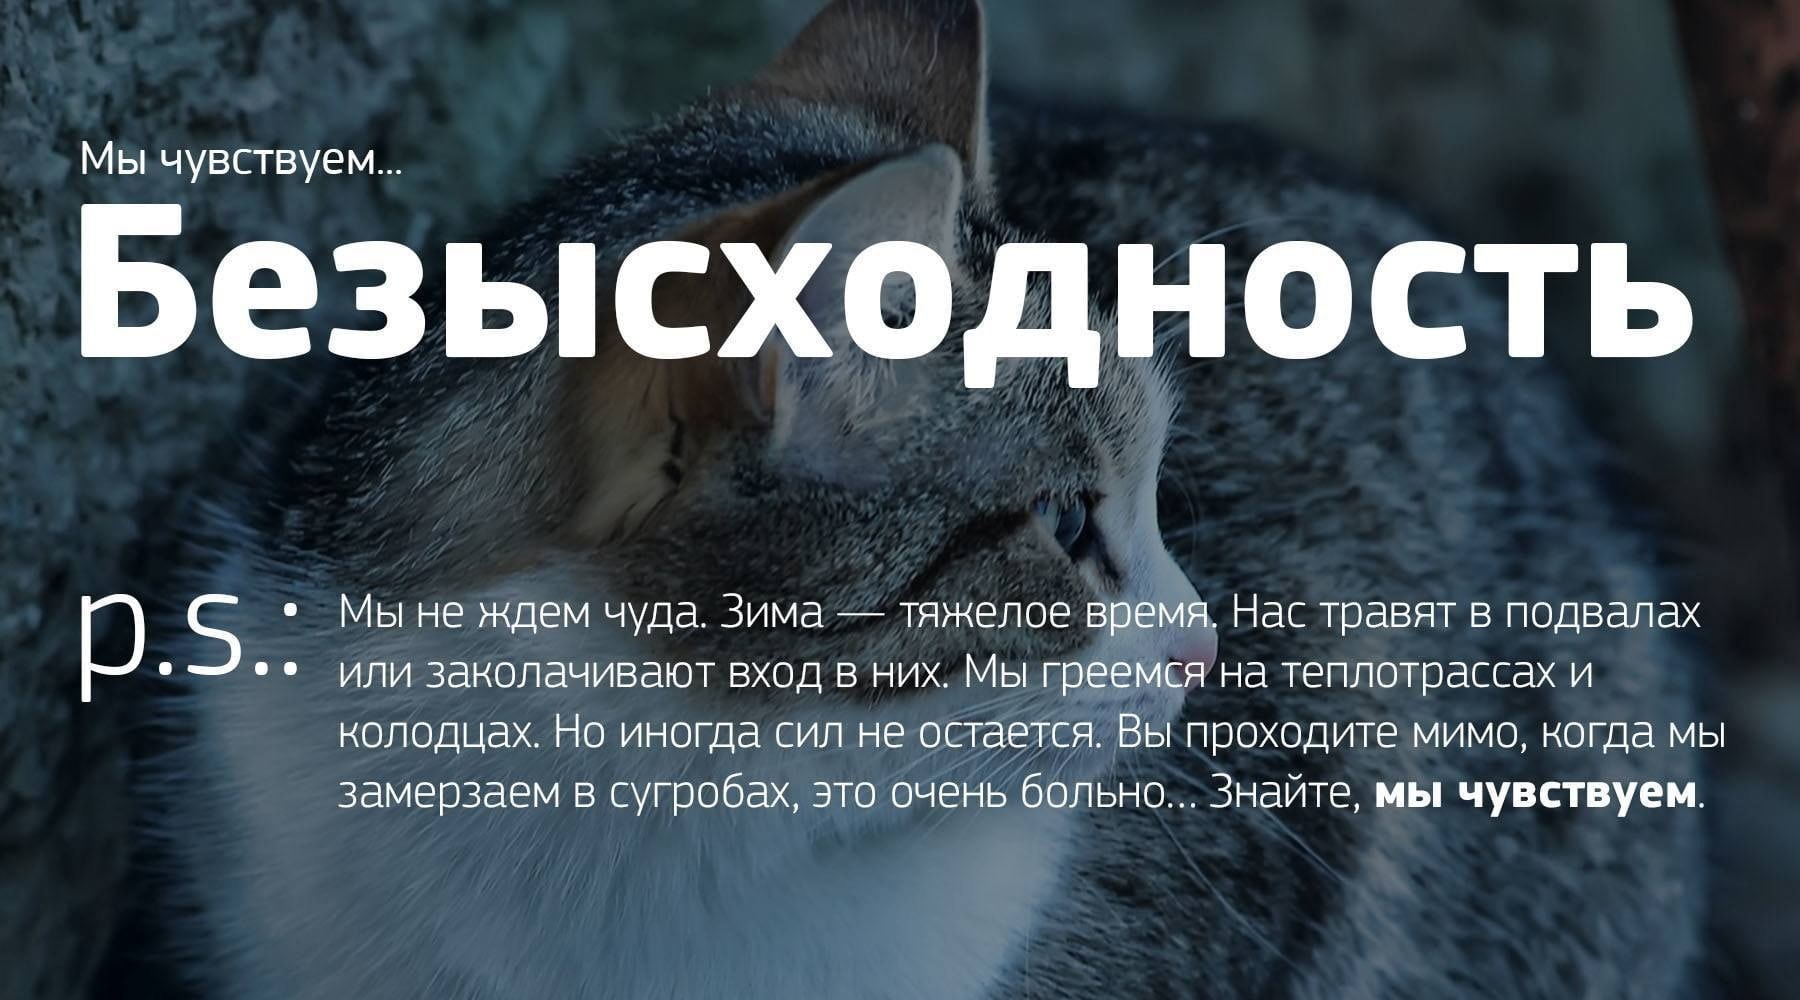 Мы чувствуем...
Безысходность
p.s.:
Мы не ждем чуда. Зима — тяжелое время. Нас травят в подвалах
или заколачивают вход в них. Мы греемся на теплотрассах и
колодцах. Но иногда сил не остается. Вы проходите мимо, когда мы
замерзаем в сугробах, это очень больно... Знайте, мы чувствуем.